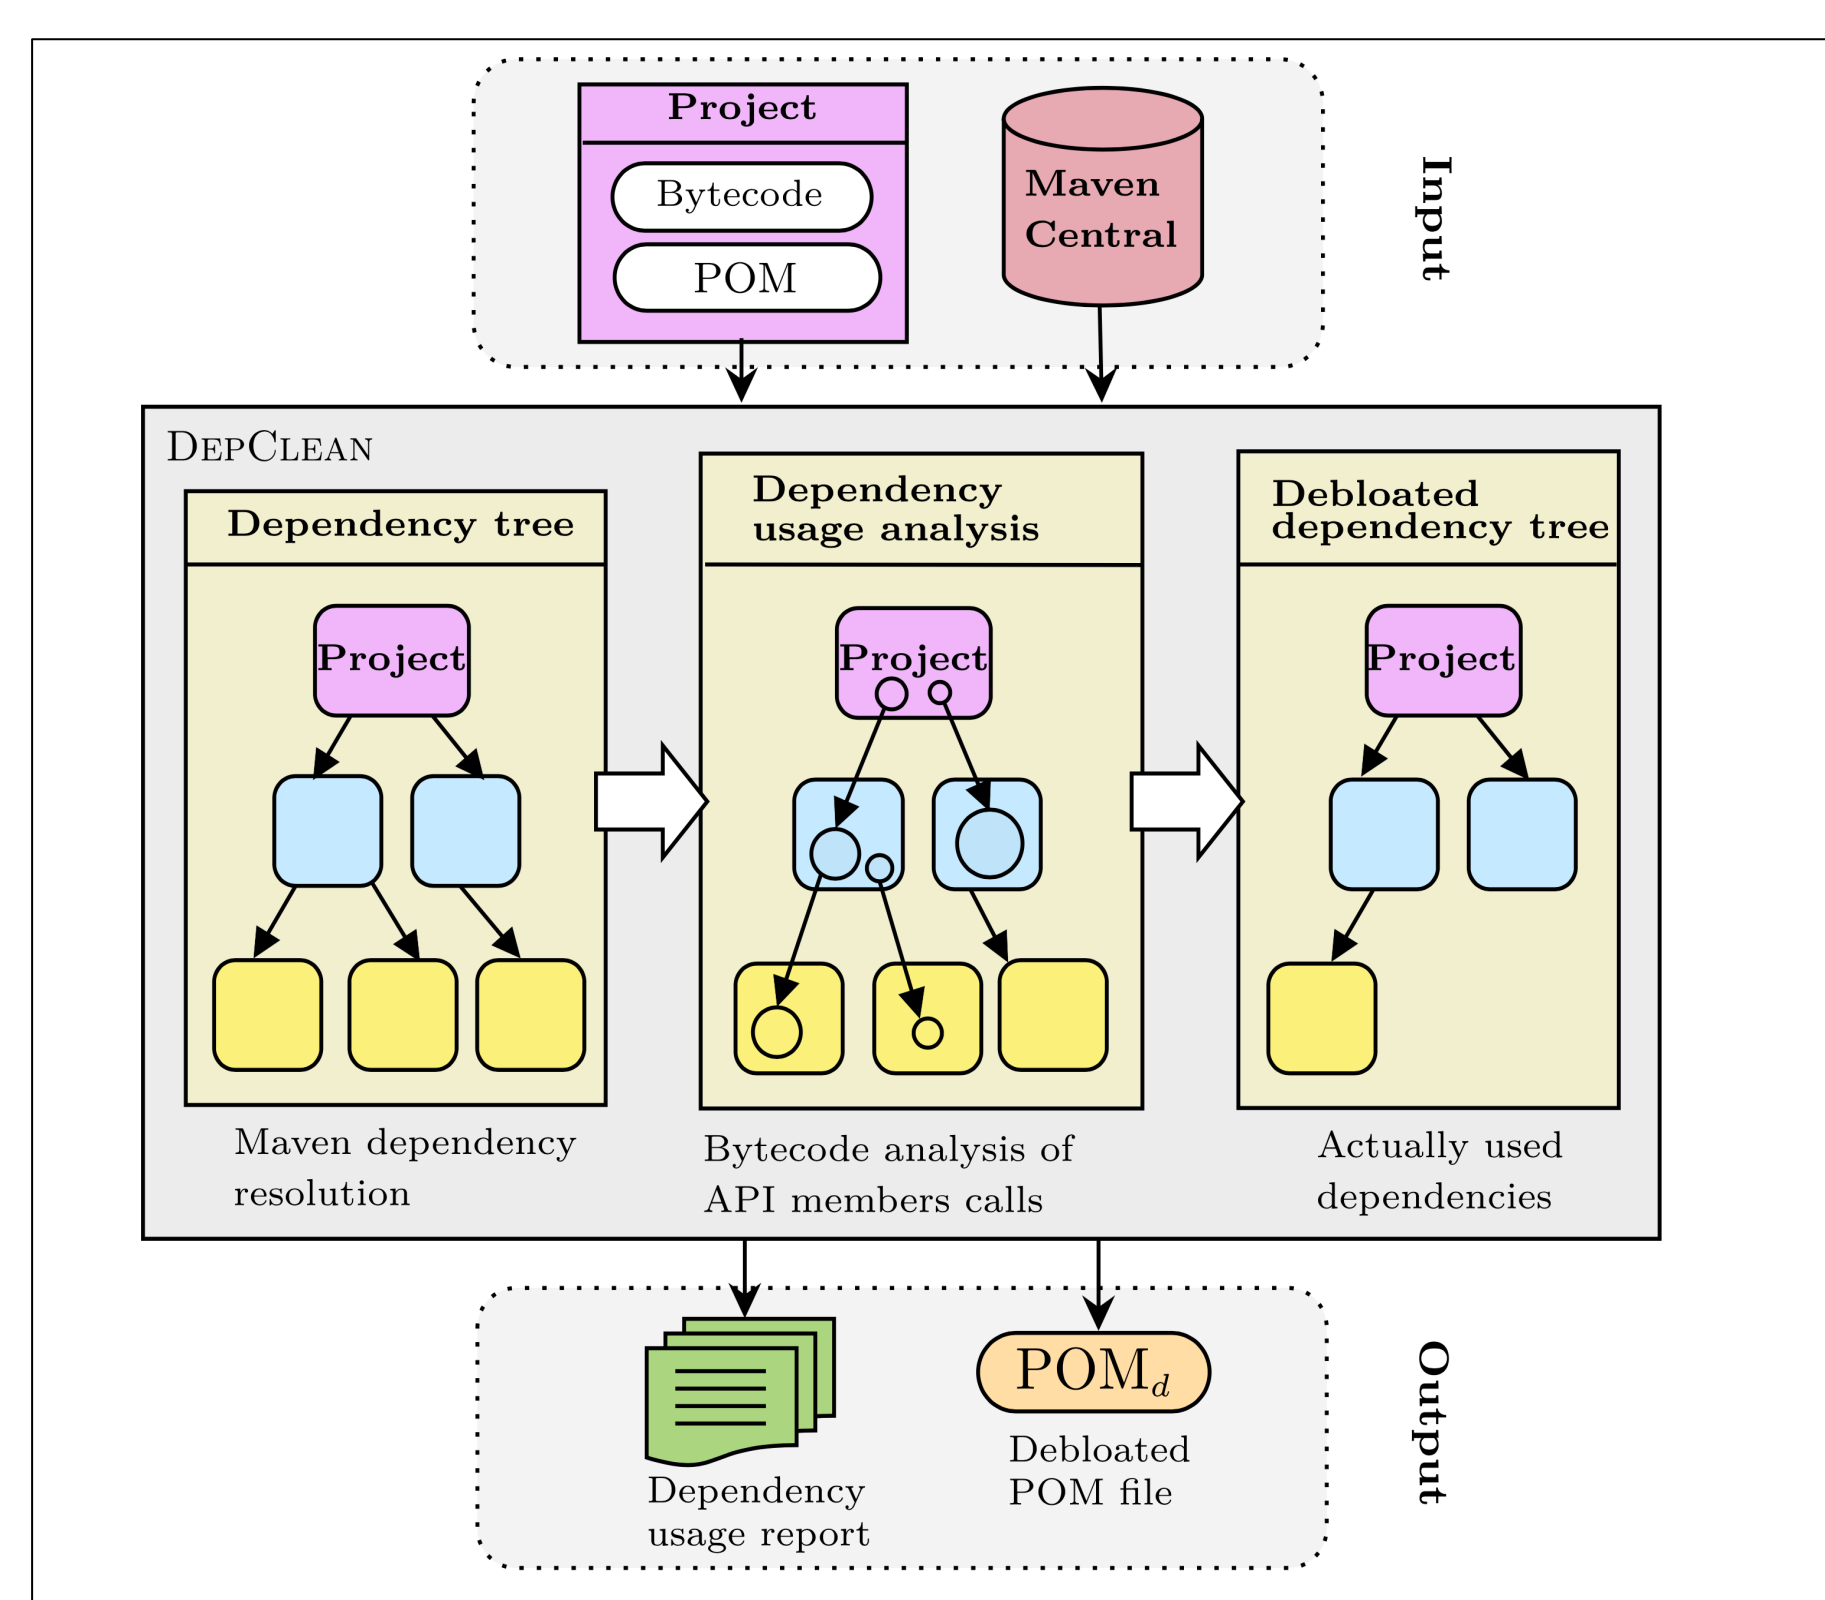 Project
Bytecode
POM
Maven
Central
Input
DEPCLEAN
Dependency tree
Project
Maven dependency
resolution
Dependency
usage analysis
Project
Bytecode analysis of
API members calls
Debloated
dependency tree
Project
Actually used
dependencies
Dependency
usage report
POMd
Debloated
POM file
Output